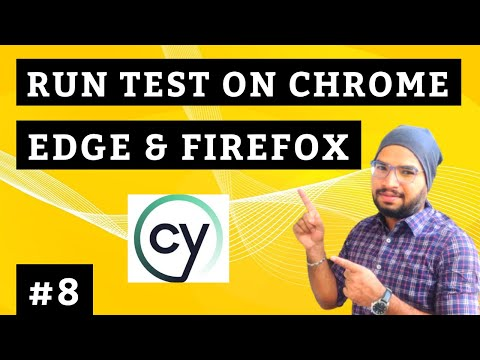 RUN TEST ON CHROME
EDGE & FIREFOX
cy
#8